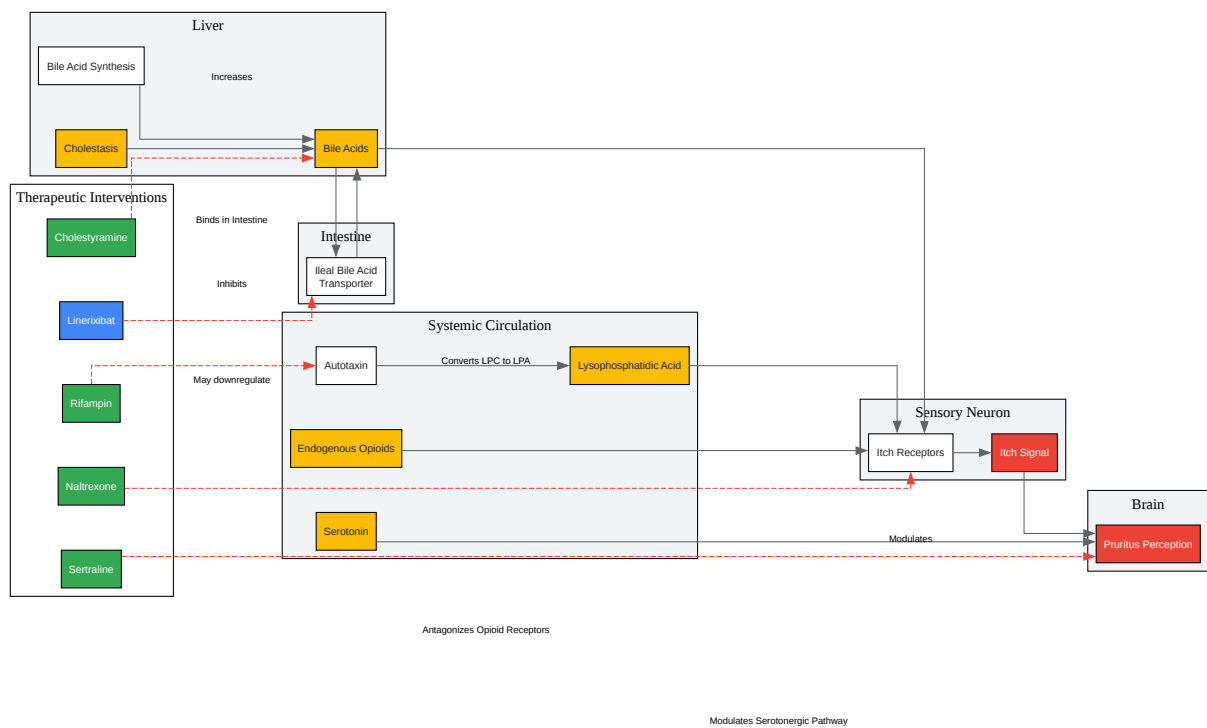 Liver
Bile Acid Synthesis
Increases
Cholestasis
Bile Acids
Therapeutic Interventions
Cholestyramine
Binds in Intestine
Intestine
Ileal Bile Acid
Transporter
Inhibits
Linerixibat
Systemic Circulation
Autotaxin
Converts LPC to LPA
Lysophosphatidic Acid
May downregulate
Rifampin
Sensory Neuron
Endogenous Opioids
Itch Receptors
Itch Signal
Naltrexone
Brain
Serotonin
Modulates
Pruritus Perception
Sertraline
Antagonizes Opioid Receptors
Modulates Serotonergic Pathway